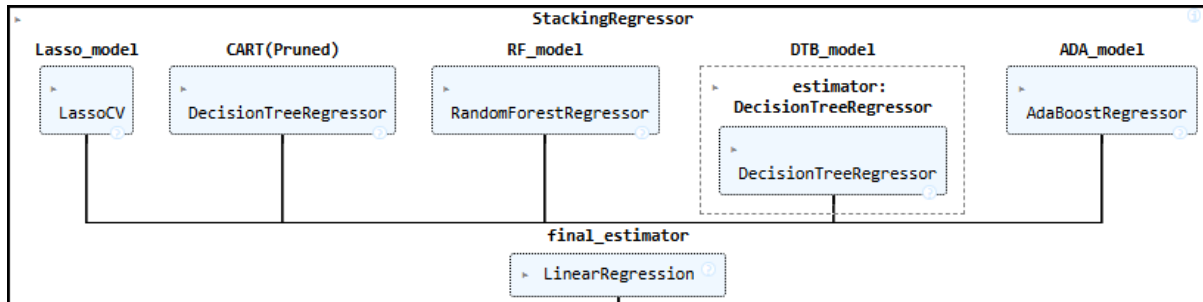 StackingRegressor
Lasso_model CART(Pruned) RF_model DTB_model ADA_model
LassoCV DecisionTreeRegressor RandomForestRegressor estimator: DecisionTreeRegressor AdaBoostRegressor
DecisionTreeRegressor
final_estimator
LinearRegression